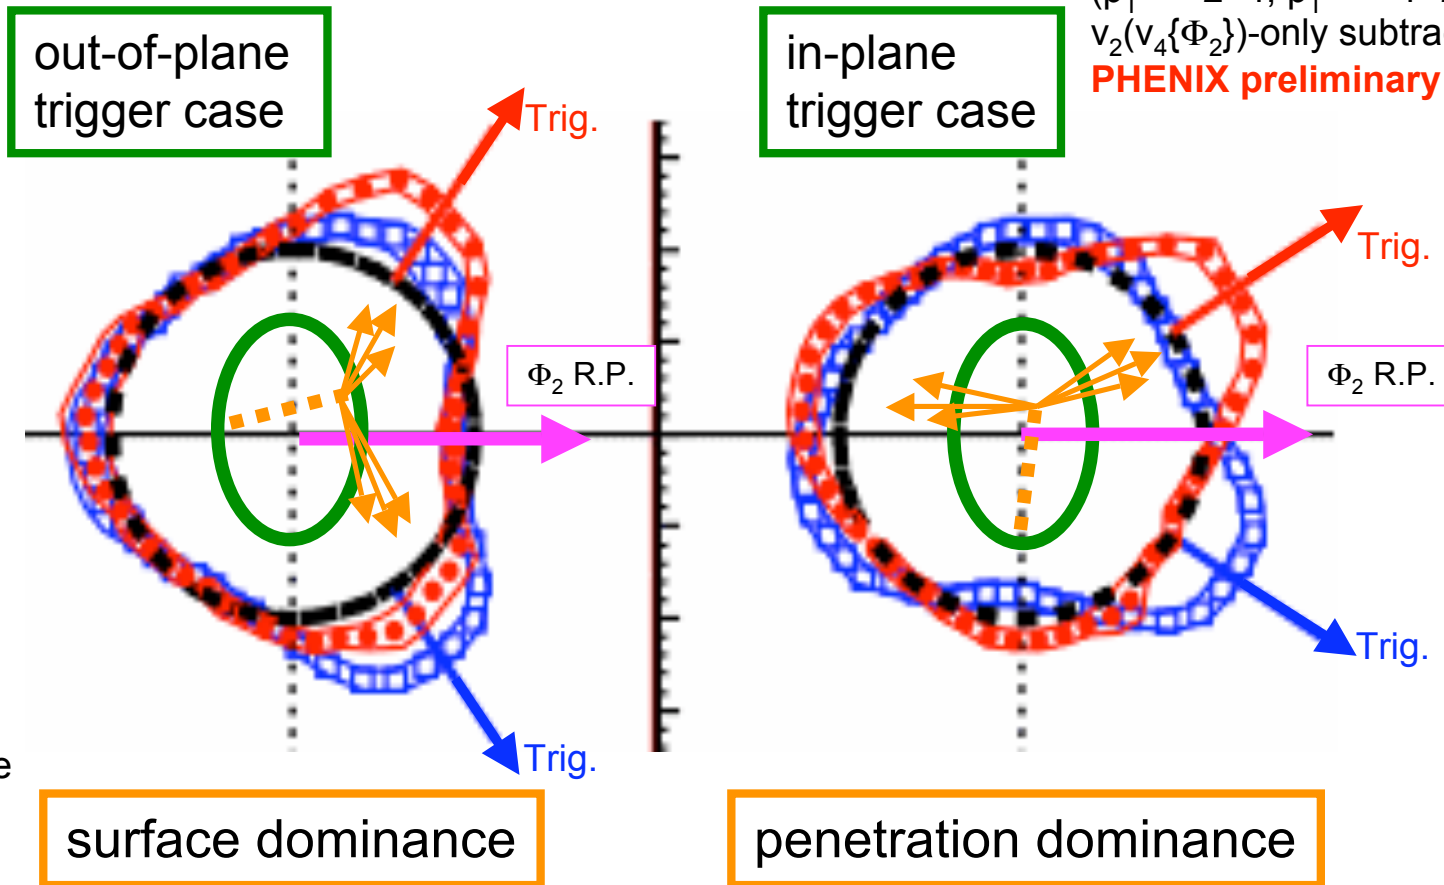 out-of-plane
trigger case
in-plane
trigger case
v₂(v₄{Φ₂})-only
PHENIX preliminary
Trig.
Trig.
Φ₂ R.P.
Φ₂ R.P.
Trig.
Trig.
surface dominance
penetration dominance